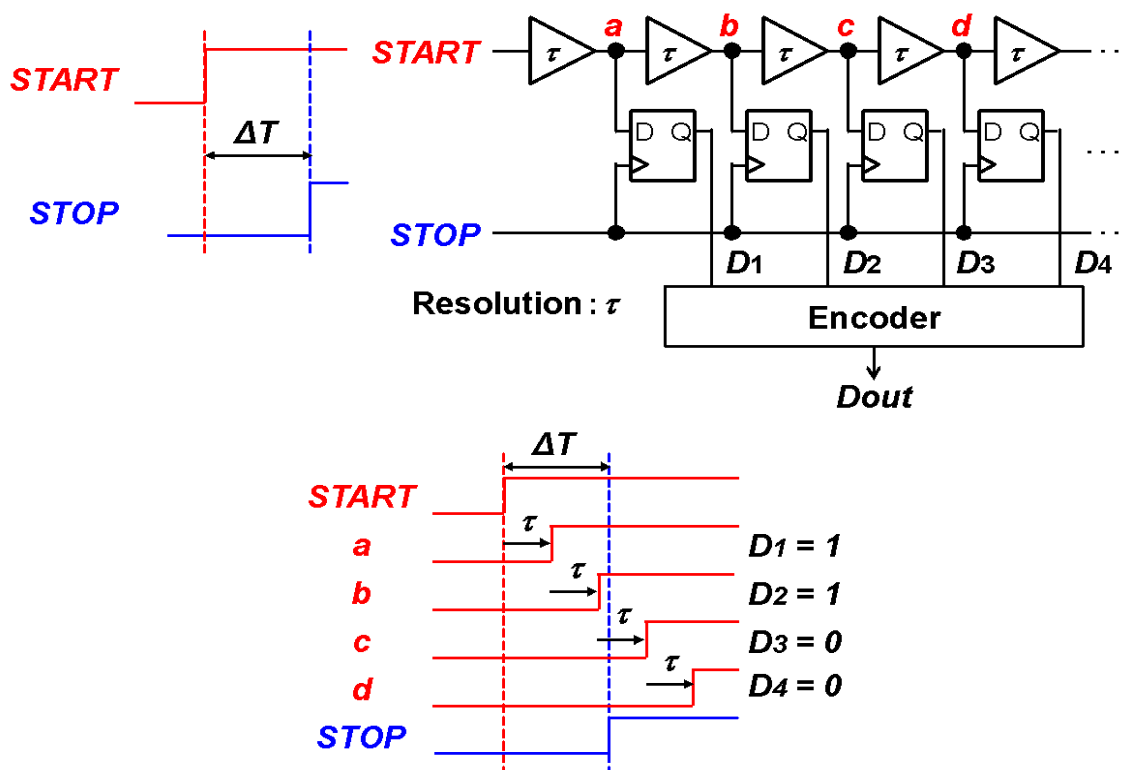 a b c d
START τ τ τ τ τ . . .
START
ΔT
D Q D Q D Q D Q . . .
STOP
STOP . . .
D1 D2 D3 D4
Resolution : τ
Encoder
Dout
ΔT
START
τ
a D1 = 1
τ
b D2 = 1
τ
c D3 = 0
τ
d D4 = 0
STOP